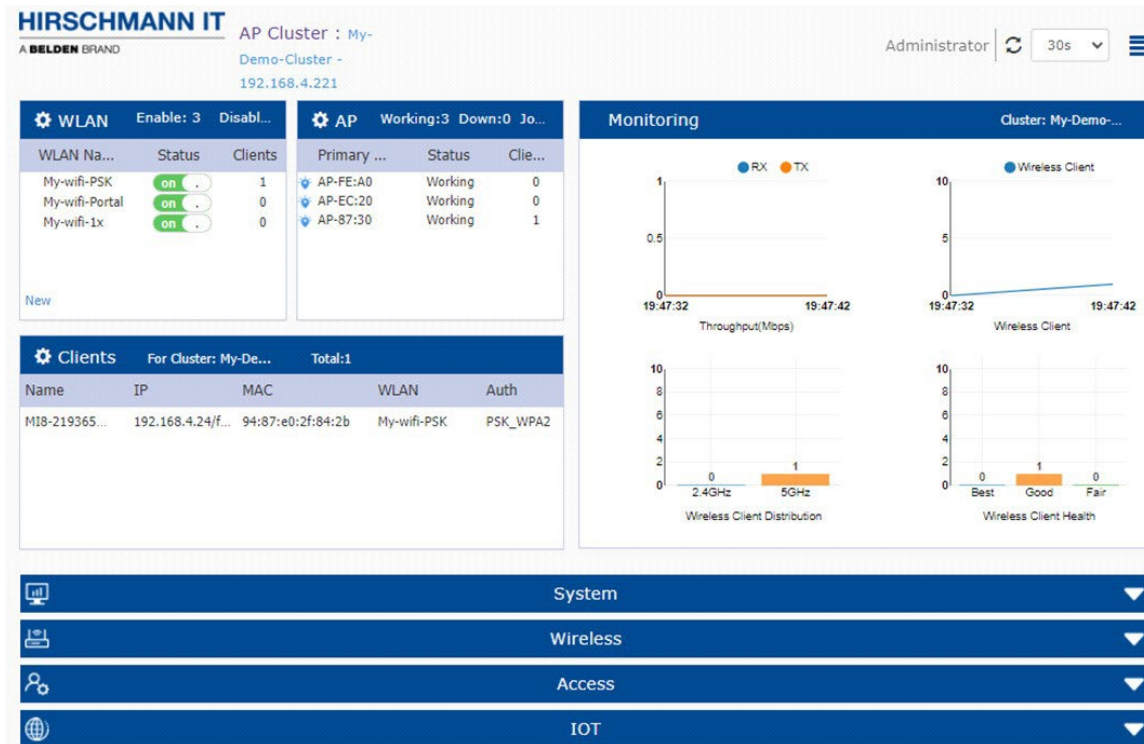 HIRSCHMANN IT
A BELDEN BRAND
AP Cluster : My-
Demo-Cluster -
192.168.4.221
Administrator 30s
WLAN Enable: 3 Disabl...
WLAN Na... Status Clients
My-wifi-PSK on . 1
My-wifi-Portal on . 0
My-wifi-1x on . 0
New
AP Working:3 Down:0 Jo...
Primary ... Status Clie...
AP-FE:A0 Working 0
AP-EC:20 Working 0
AP-87:30 Working 1
Clients For Cluster: My-De... Total:1
Name IP MAC WLAN Auth
MI8-219365... 192.168.4.24/f... 94:87:e0:2f:84:2b My-wifi-PSK PSK_WPA2
Monitoring Cluster: My-Demo-...
RX TX
1
0.5
0
19:47:32 19:47:42
Throughput(Mbps)
Wireless Client
10
5
0
19:47:32 19:47:42
Wireless Client
10
8
6
4
2
0
0 1
2.4GHz 5GHz
Wireless Client Distribution
10
8
6
4
2
0
0 1 0
Best Good Fair
Wireless Client Health
System
Wireless
Access
IOT